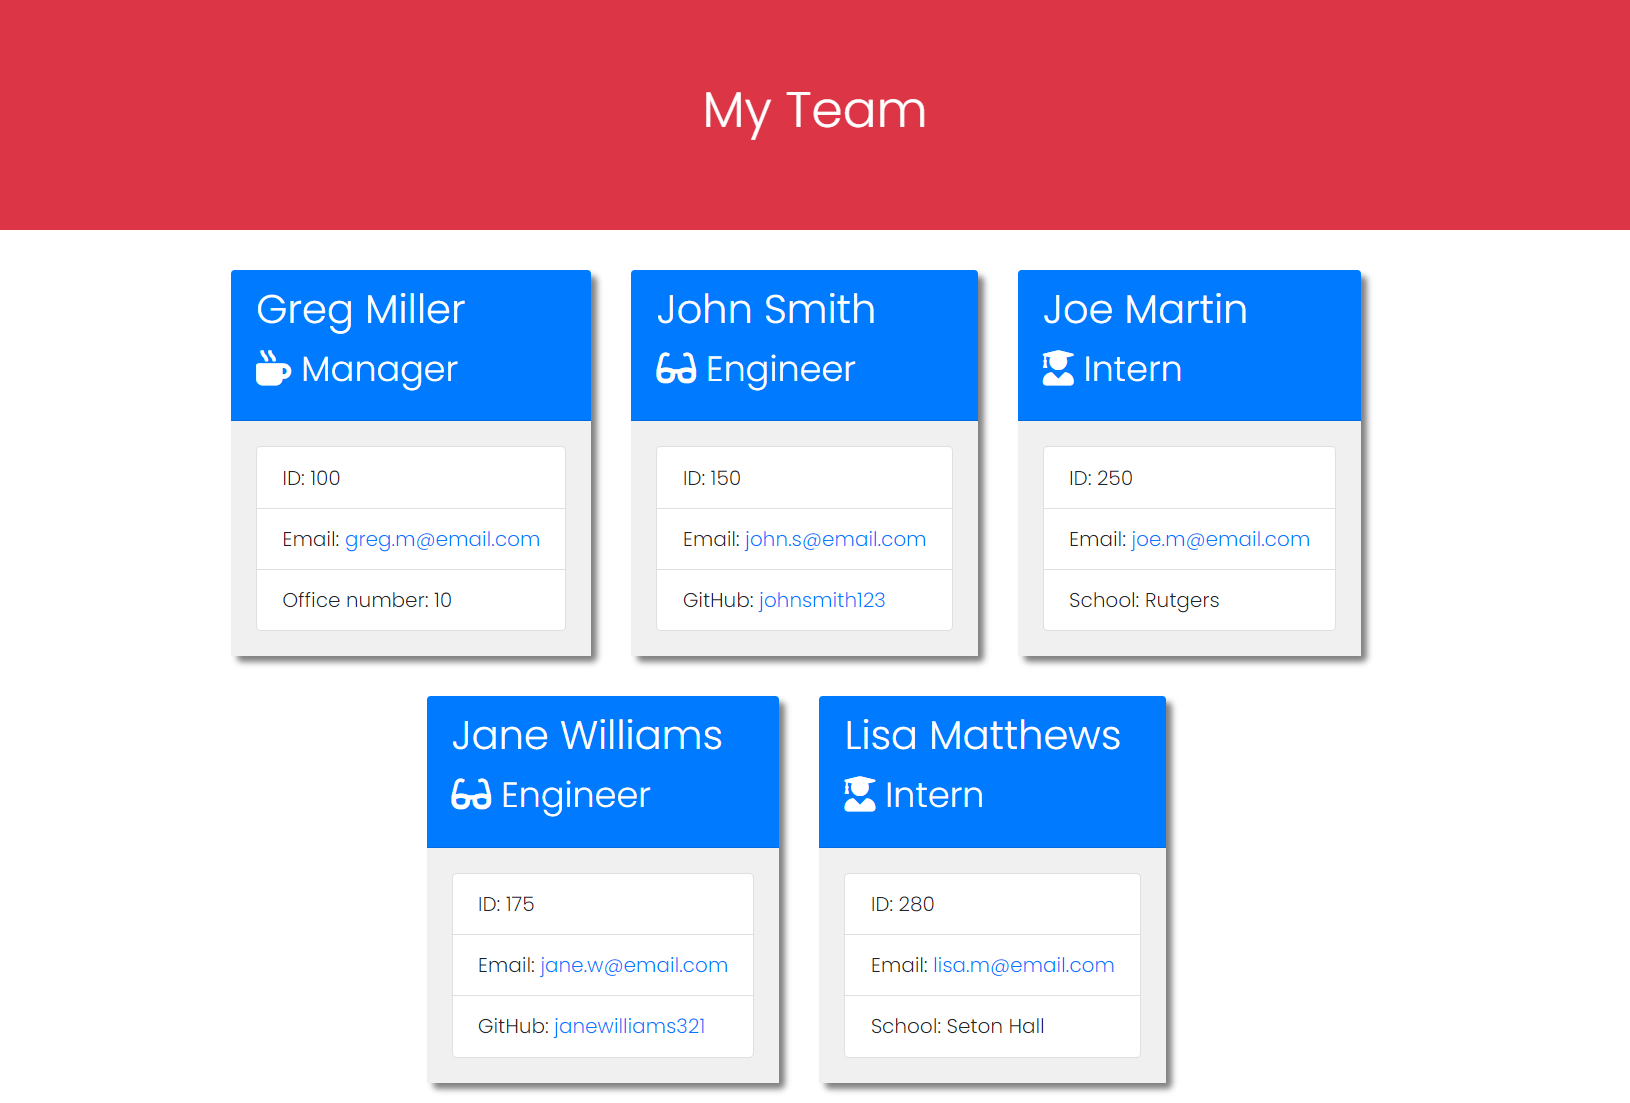 My Team
Greg Miller
Manager
ID: 100
Email: greg.m@email.com
Office number: 10
John Smith
Engineer
ID: 150
Email: john.s@email.com
GitHub: johnsmith123
Joe Martin
Intern
ID: 250
Email: joe.m@email.com
School: Rutgers
Jane Williams
Engineer
ID: 175
Email: jane.w@email.com
GitHub: janewilliams321
Lisa Matthews
Intern
ID: 280
Email: lisa.m@email.com
School: Seton Hall